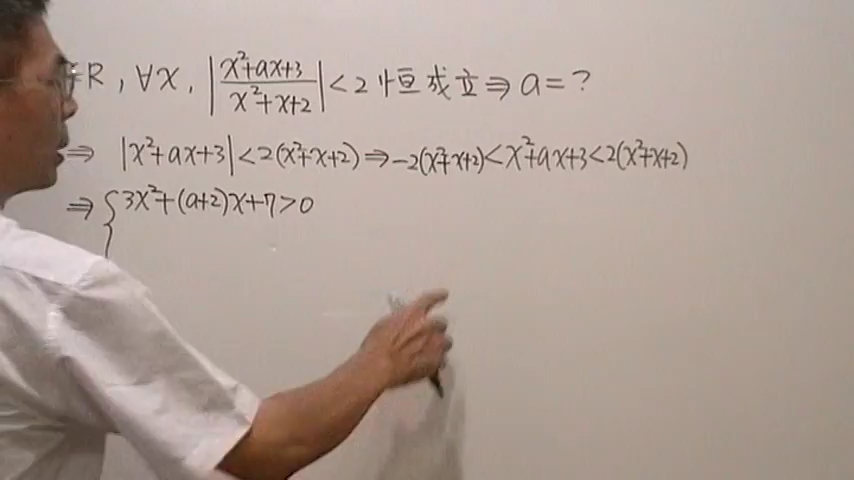 ∈R , ∀x , |(x²+ax+3)/(x²+x+2)| < 2 恒成立 ⇒ a = ?
⇒ |x²+ax+3| < 2(x²+x+2) ⇒ -2(x²+x+2) < x²+ax+3 < 2(x²+x+2)
⇒ { 3x²+(a+2)x+7 > 0